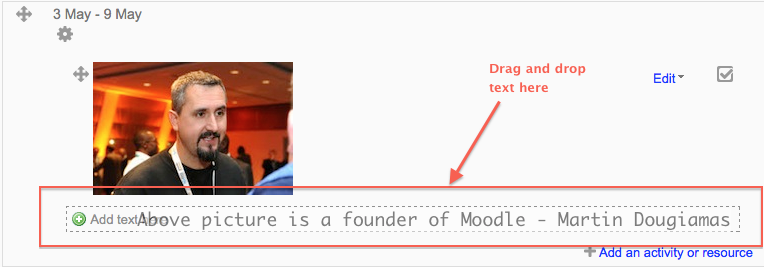 3 May - 9 May
Drag and drop
text here
Edit
Add text here
Above picture is a founder of Moodle - Martin Dougiamas
Add an activity or resource